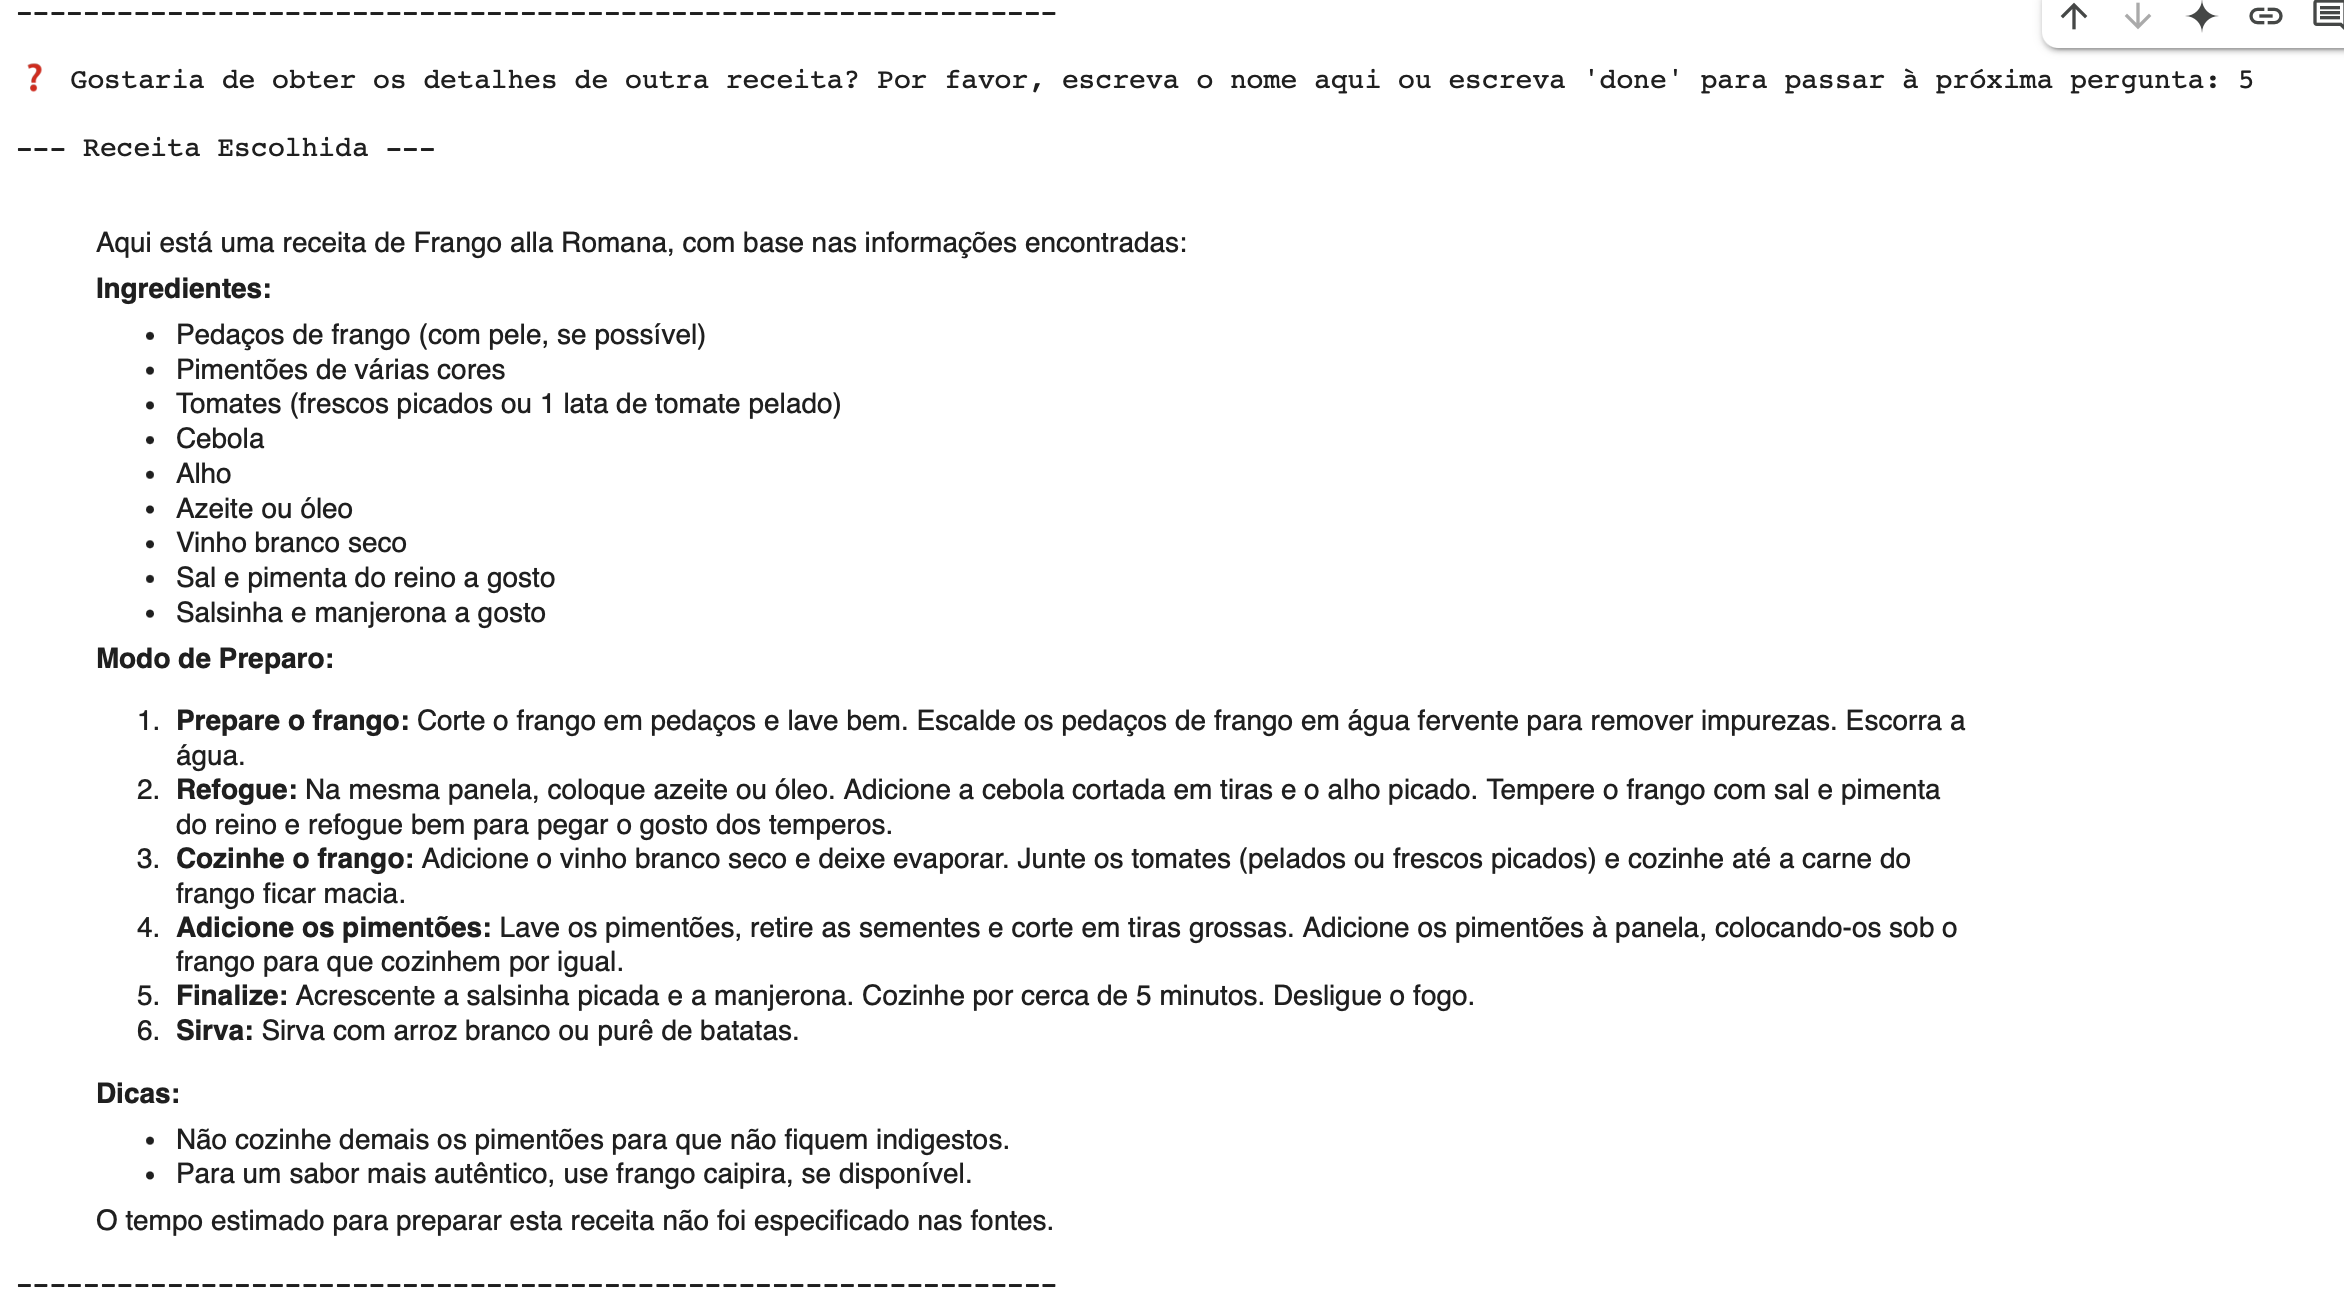 ------------------------------------------------------------
❓ Gostaria de obter os detalhes de outra receita? Por favor, escreva o nome aqui ou escreva 'done' para passar à próxima pergunta: 5
--- Receita Escolhida ---
Aqui está uma receita de Frango alla Romana, com base nas informações encontradas:
Ingredientes:
• Pedaços de frango (com pele, se possível)
• Pimentões de várias cores
• Tomates (frescos picados ou 1 lata de tomate pelado)
• Cebola
• Alho
• Azeite ou óleo
• Vinho branco seco
• Sal e pimenta do reino a gosto
• Salsinha e manjerona a gosto
Modo de Preparo:
1. Prepare o frango: Corte o frango em pedaços e lave bem. Escalde os pedaços de frango em água fervente para remover impurezas. Escorra a
água.
2. Refogue: Na mesma panela, coloque azeite ou óleo. Adicione a cebola cortada em tiras e o alho picado. Tempere o frango com sal e pimenta
do reino e refogue bem para pegar o gosto dos temperos.
3. Cozinhe o frango: Adicione o vinho branco seco e deixe evaporar. Junte os tomates (pelados ou frescos picados) e cozinhe até a carne do
frango ficar macia.
4. Adicione os pimentões: Lave os pimentões, retire as sementes e corte em tiras grossas. Adicione os pimentões à panela, colocando-os sob o
frango para que cozinhem por igual.
5. Finalize: Acrescente a salsinha picada e a manjerona. Cozinhe por cerca de 5 minutos. Desligue o fogo.
6. Sirva: Sirva com arroz branco ou purê de batatas.
Dicas:
• Não cozinhe demais os pimentões para que não fiquem indigestos.
• Para um sabor mais autêntico, use frango caipira, se disponível.
O tempo estimado para preparar esta receita não foi especificado nas fontes.
------------------------------------------------------------